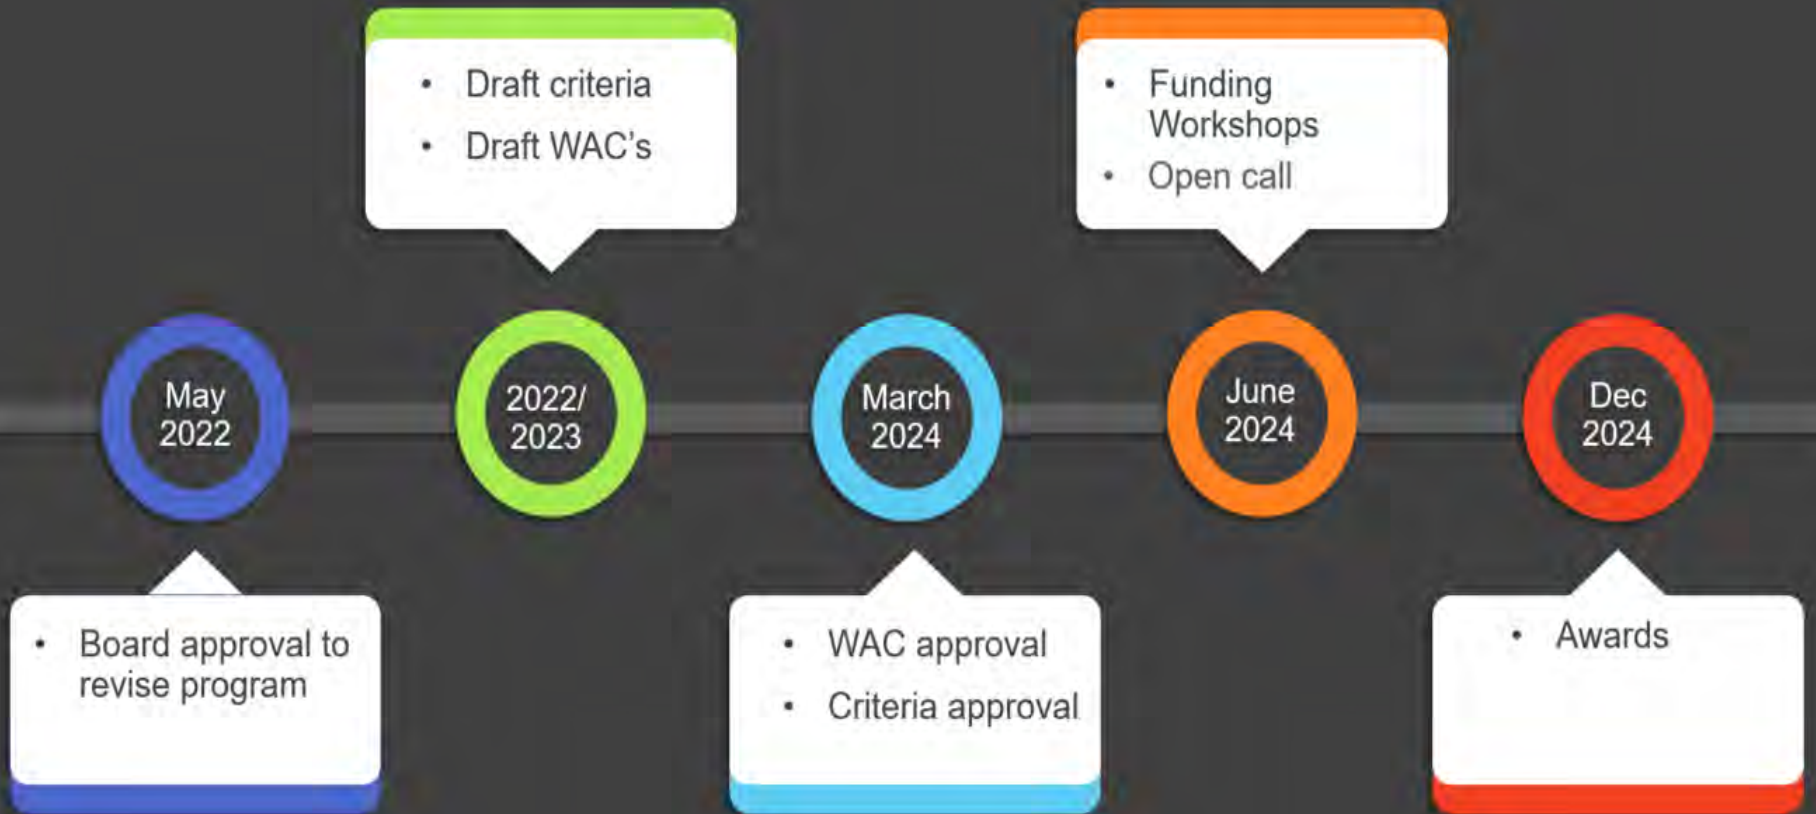 • Draft criteria
• Draft WAC's
• Funding
Workshops
• Open call
May
2022
2022/
2023
March
2024
June
2024
Dec
2024
• Board approval to
revise program
• WAC approval
• Criteria approval
• Awards